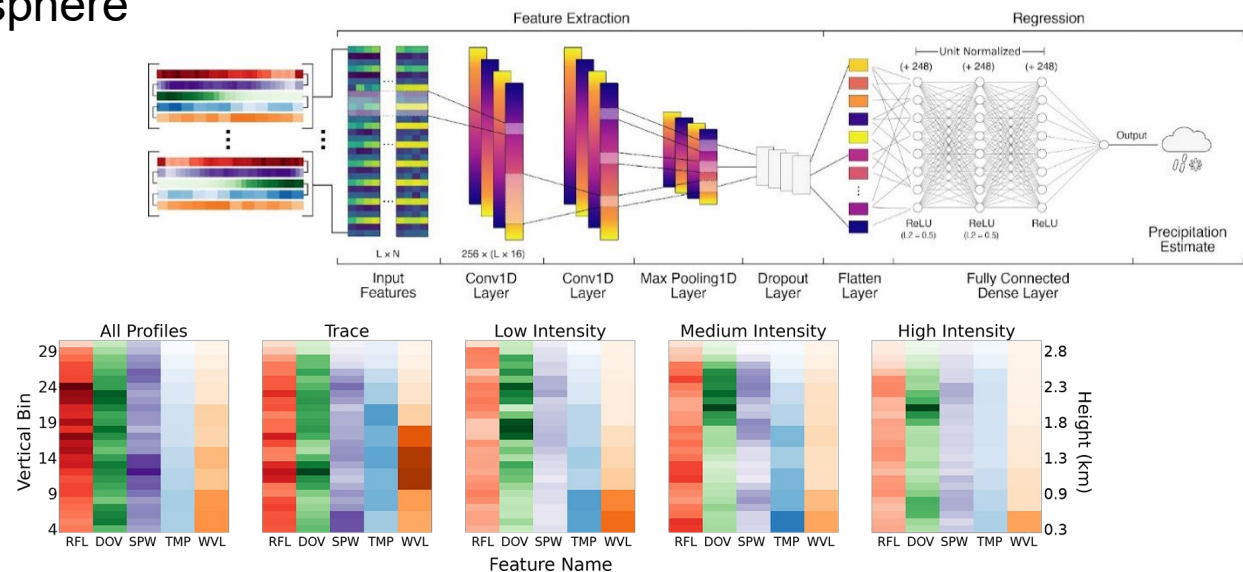 sphere
Feature Extraction
Regression
Unit Normalized
(+ 248) (+ 248) (+ 248)
...
...
Output
L × N
256 × (L × 16)
ReLU
(L2 = 0.5)
ReLU
(L2 = 0.5)
ReLU
Precipitation
Estimate
Input
Features
Conv1D
Layer
Conv1D
Layer
Max Pooling1D
Layer
Dropout
Layer
Flatten
Layer
Fully Connected
Dense Layer
All Profiles
Trace
Low Intensity
Medium Intensity
High Intensity
Vertical Bin
29
24
19
14
9
4
2.8
2.3
1.8
1.3
0.9
0.3
Height (km)
RFL DOV SPW TMP WVL
RFL DOV SPW TMP WVL
RFL DOV SPW TMP WVL
RFL DOV SPW TMP WVL
RFL DOV SPW TMP WVL
Feature Name